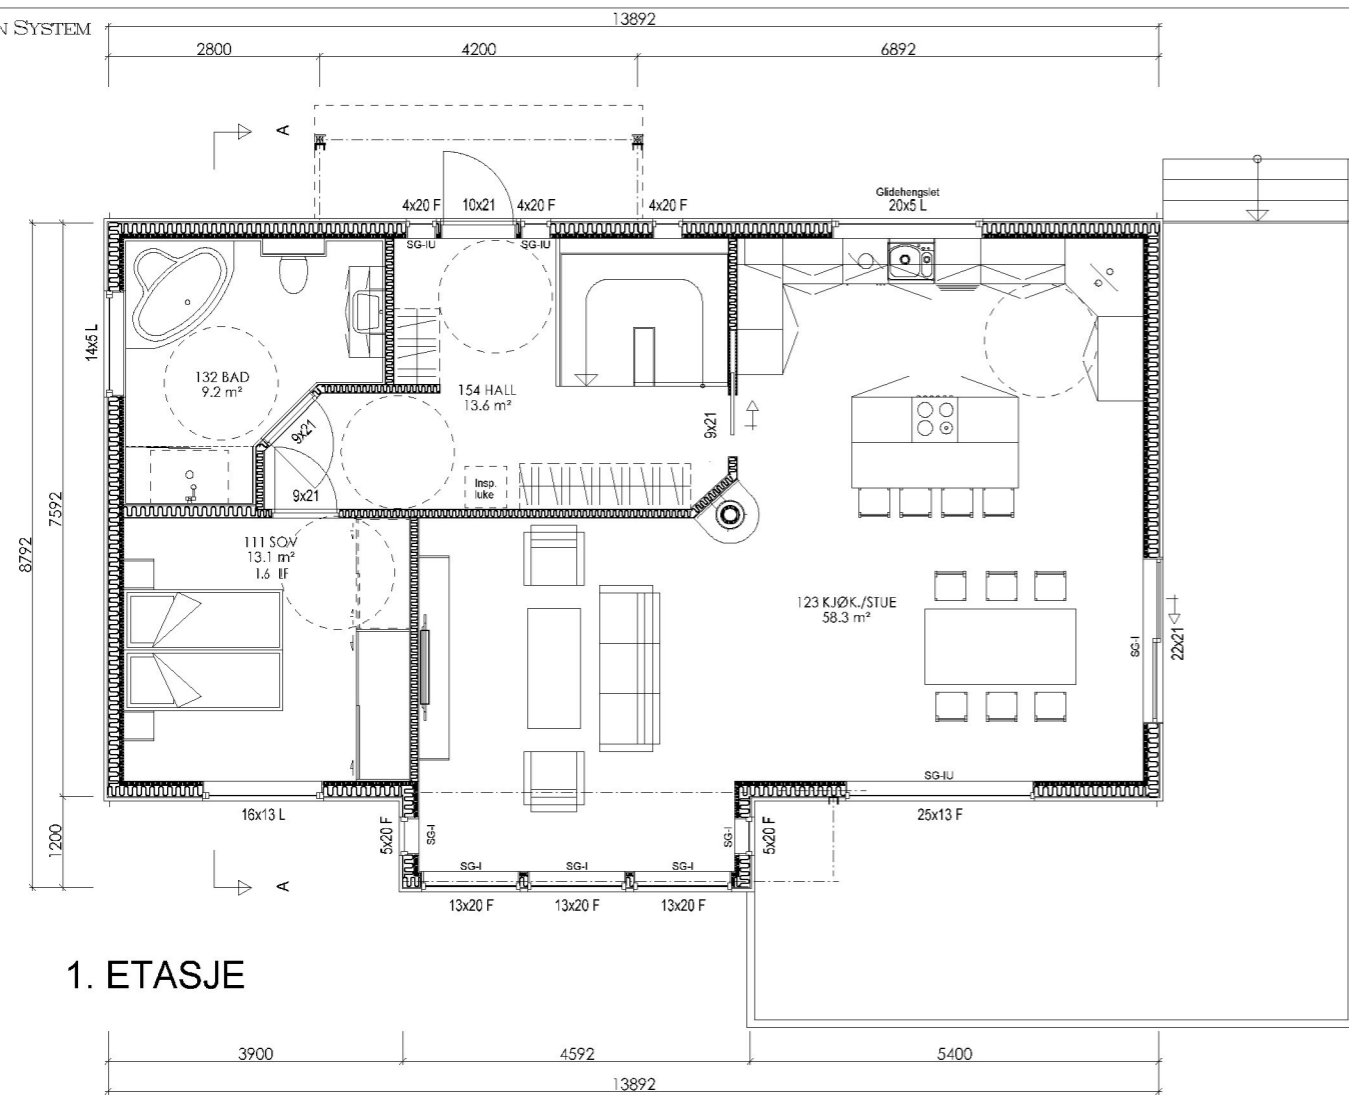 N SYSTEM
13892
2800
4200
6892
A
Glidehengslet
4x20 F
10x21
4x20 F
4x20 F
20x5 L
SG-IU
SG-IU
14x5 L
132 BAD
9.2 m²
154 HALL
13.6 m²
9x21
9x21
9x21
Insp.
luke
7592
8792
111 SOV
13.1 m²
1.6 lIF
123 KJØK./STUE
58.3 m²
SG-I
22x21
SG-IU
16x13 L
5x20 F
SG-I
SG-I
5x20 F
25x13 F
1200
A
SG-I
SG-I
SG-I
13x20 F
13x20 F
13x20 F
1. ETASJE
3900
4592
5400
13892